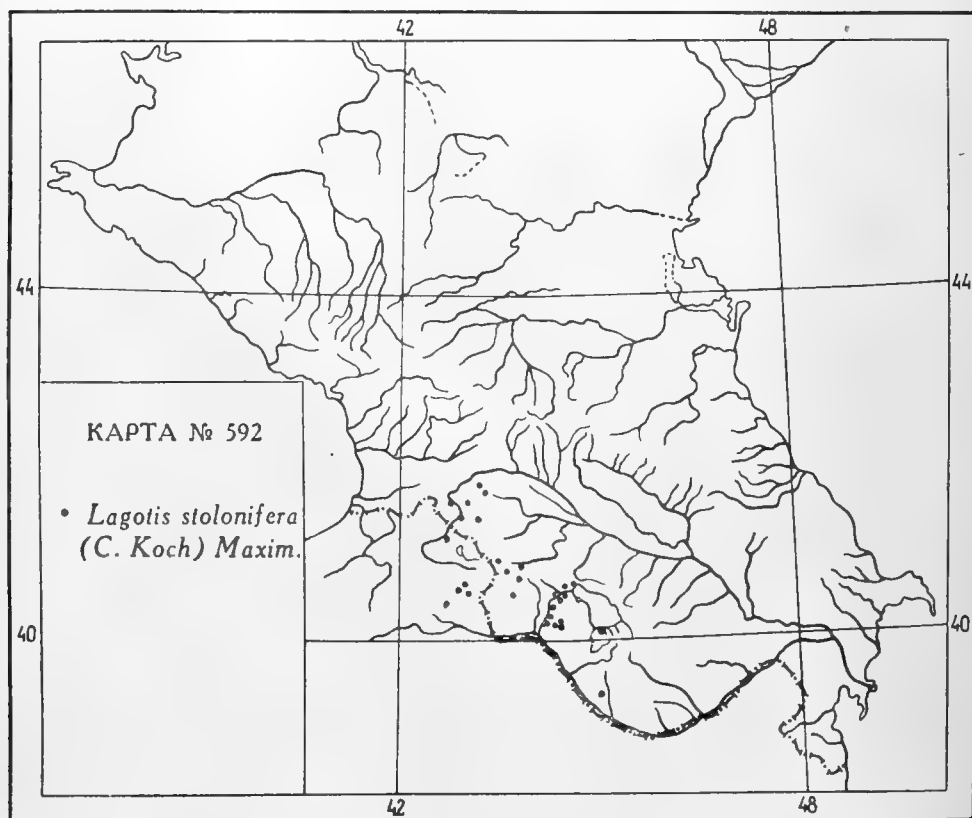 42 48
44 44
КАРТА № 592
• Lagotis stolonifera
(C. Koch) Maxim.
40 40
42 48